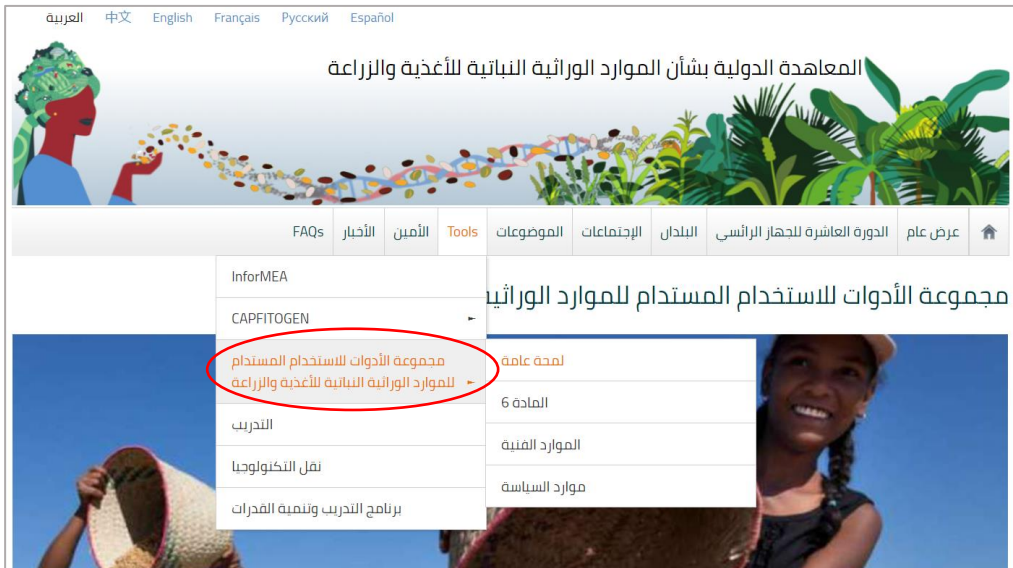 العربية 中文 English Français Русский Español
المعاهدة الدولية بشأن الموارد الوراثية النباتية للأغذية والزراعة
عرض عام الدورة العاشرة للجهاز الرائسي البلدان الإجتماعات الموضوعات Tools الأمين الأخبار FAQs
مجموعة الأدوات للاستخدام المستدام للموارد
InforMEA
CAPFITOGEN
مجموعة الأدوات للاستخدام المستدام
للموارد الوراثية النباتية للأغذية والزراعة
التدريب
نقل التكنولوجيا
برنامج التدريب وتنمية القدرات
لمحة عامة
المادة 6
الموارد الفنية
موارد السياسة